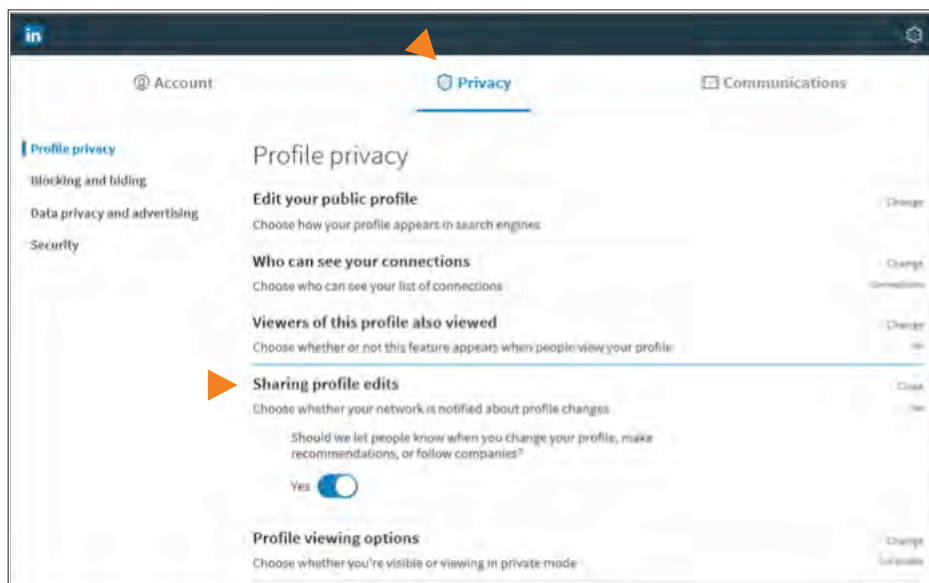 in
Account
Privacy
Communications
Profile privacy
Blocking and hiding
Data privacy and advertising
Security
Profile privacy
Edit your public profile
Change
Choose how your profile appears in search engines
Who can see your connections
Change
Choose who can see your list of connections
Connections
Viewers of this profile also viewed
Change
Choose whether or not this feature appears when people view your profile
Sharing profile edits
Close
Choose whether your network is notified about profile changes
Should we let people know when you change your profile, make
recommendations, or follow companies?
Yes
Profile viewing options
Change
Choose whether you're visible or viewing in private mode